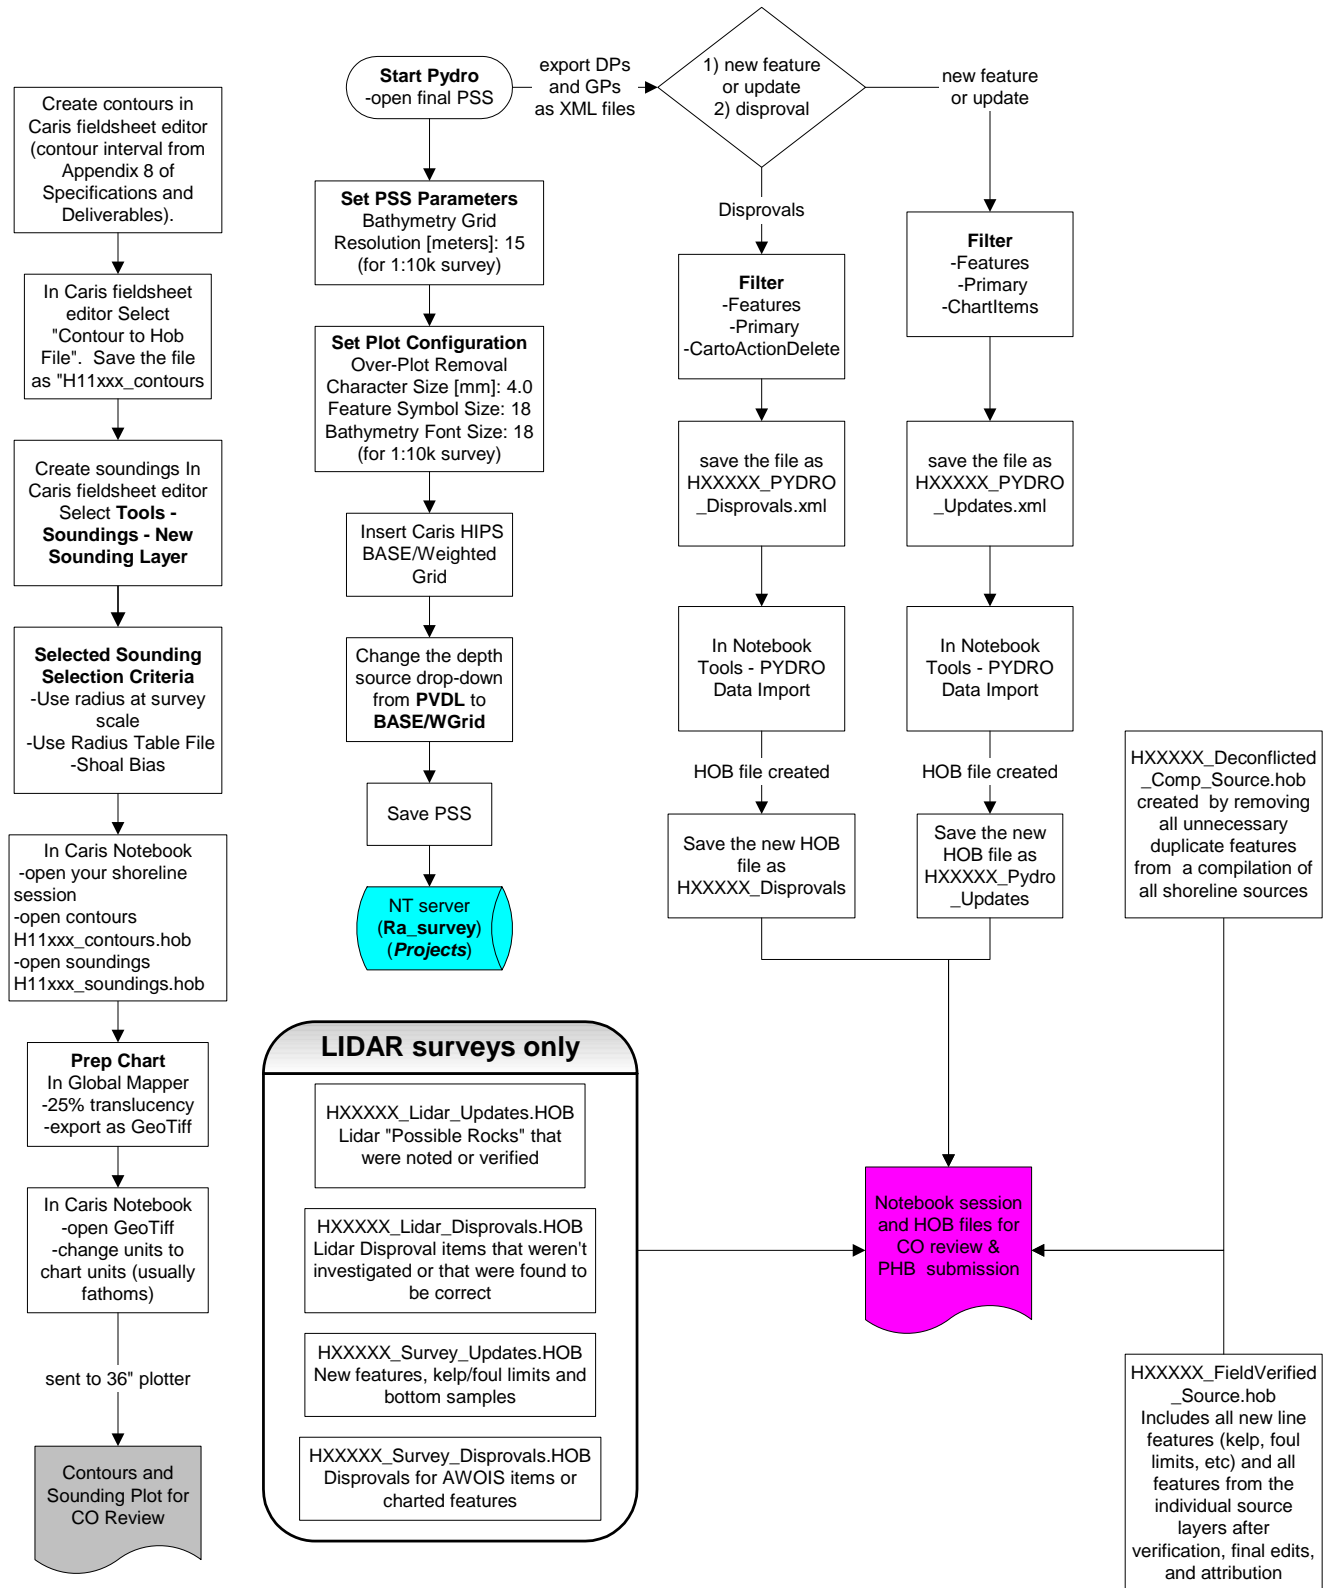 Create contours in
Caris fieldsheet editor
(contour interval from
Appendix 8 of
Specifications and
Deliverables).
In Caris fieldsheet
editor Select
"Contour to Hob
File".  Save the file
as "H11xxx_contours
Create soundings In
Caris fieldsheet editor
Select Tools -
Soundings - New
Sounding Layer
Selected Sounding
Selection Criteria
-Use radius at survey
scale
-Use Radius Table File
-Shoal Bias
In Caris Notebook
-open your shoreline
session
-open contours
H11xxx_contours.hob
-open soundings
H11xxx_soundings.hob
Prep Chart
In Global Mapper
-25% translucency
-export as GeoTiff
In Caris Notebook
-open GeoTiff
-change units to
chart units (usually
fathoms)
sent to 36" plotter
Contours and
Sounding Plot for
CO Review
Start Pydro
-open final PSS
export DPs
and GPs
as XML files
1) new feature
or update
2) disproval
new feature
or update
Set PSS Parameters
Bathymetry Grid
Resolution [meters]: 15
(for 1:10k survey)
Set Plot Configuration
Over-Plot Removal
Character Size [mm]: 4.0
Feature Symbol Size: 18
Bathymetry Font Size: 18
(for 1:10k survey)
Insert Caris HIPS
BASE/Weighted
Grid
Change the depth
source drop-down
from PVDL to
BASE/WGrid
Save PSS
NT server
(Ra_survey)
(Projects)
Disprovals
Filter
-Features
-Primary
-CartoActionDelete
save the file as
HXXXXX_PYDRO
_Disprovals.xml
In Notebook
Tools - PYDRO
Data Import
HOB file created
Save the new HOB
file as
HXXXXX_Disprovals
Filter
-Features
-Primary
-ChartItems
save the file as
HXXXXX_PYDRO
_Updates.xml
In Notebook
Tools - PYDRO
Data Import
HOB file created
Save the new
HOB file as
HXXXXX_Pydro
_Updates
HXXXXX_Deconflicted
_Comp_Source.hob
created  by removing
all unnecessary
duplicate features
from  a compilation of
all shoreline sources
LIDAR surveys only
HXXXXX_Lidar_Updates.HOB
Lidar "Possible Rocks" that
were noted or verified
HXXXXX_Lidar_Disprovals.HOB
Lidar Disproval items that weren't
investigated or that were found to
be correct
HXXXXX_Survey_Updates.HOB
New features, kelp/foul limits and
bottom samples
HXXXXX_Survey_Disprovals.HOB
Disprovals for AWOIS items or
charted features
Notebook session
and HOB files for
CO review &
PHB  submission
HXXXXX_FieldVerified
_Source.hob
Includes all new line
features (kelp, foul
limits, etc) and all
features from the
individual source
layers after
verification, final edits,
and attribution